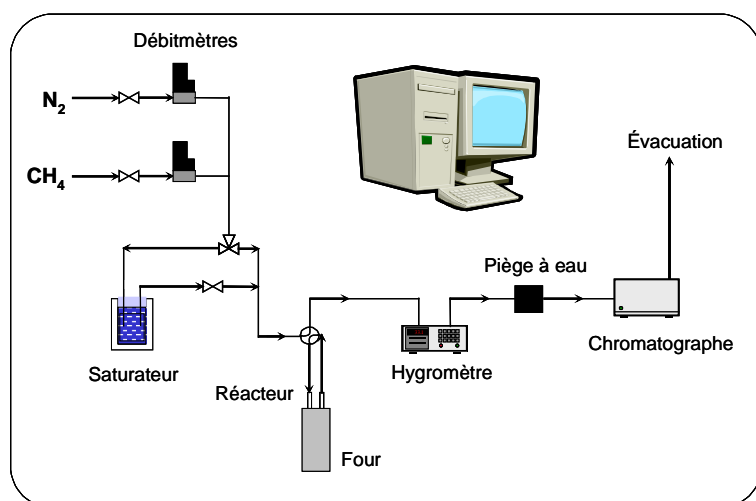 Débitmètres
N₂
CH₄
Évacuation
Piège à eau
Saturateur
Hygromètre
Chromatographe
Réacteur
Four